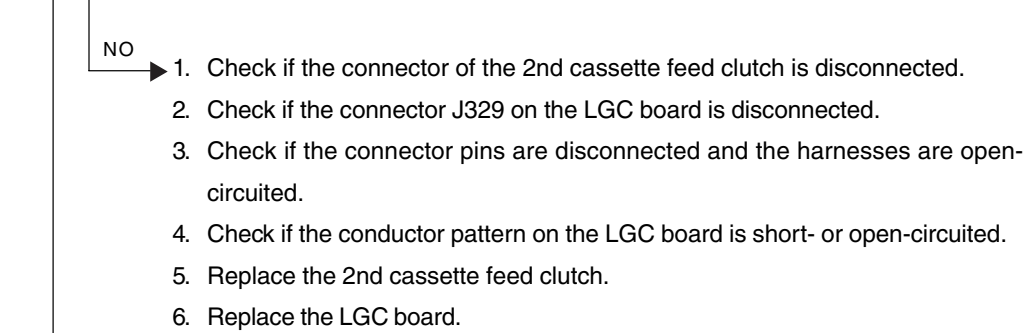 NO
1. Check if the connector of the 2nd cassette feed clutch is disconnected.
2. Check if the connector J329 on the LGC board is disconnected.
3. Check if the connector pins are disconnected and the harnesses are open-
circuited.
4. Check if the conductor pattern on the LGC board is short- or open-circuited.
5. Replace the 2nd cassette feed clutch.
6. Replace the LGC board.